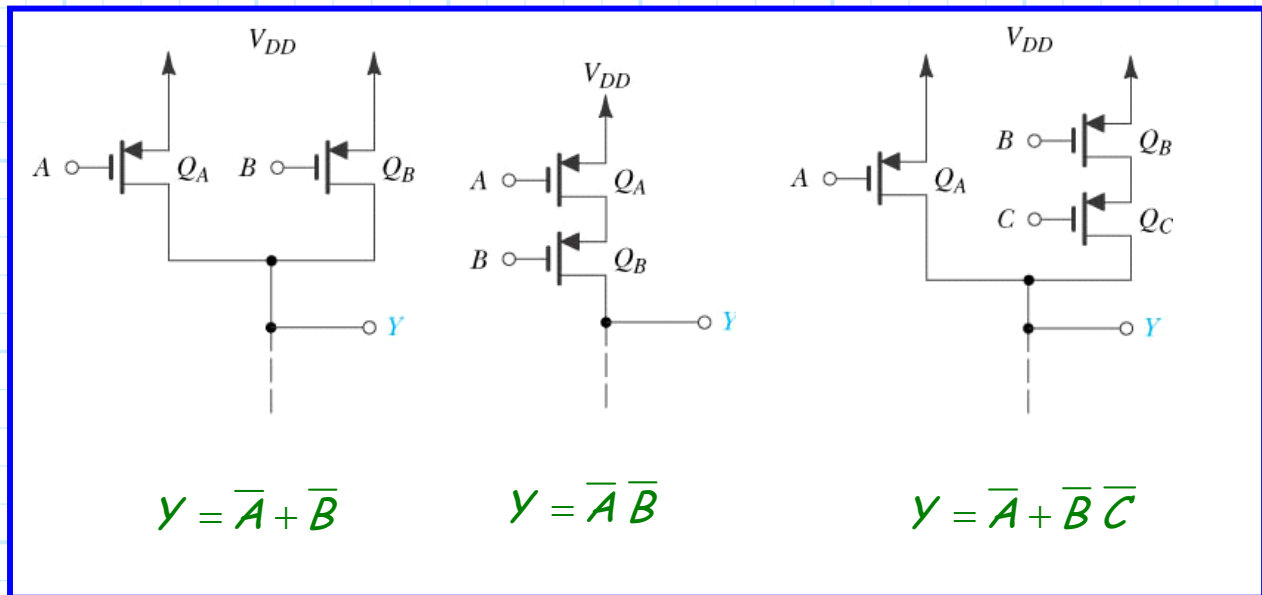 V_DD
A Q_A B Q_B
Y
Y = A̅ + B̅
V_DD
A Q_A
B Q_B
Y
Y = A̅ B̅
V_DD
B Q_B
A Q_A
C Q_C
Y
Y = A̅ + B̅ C̅